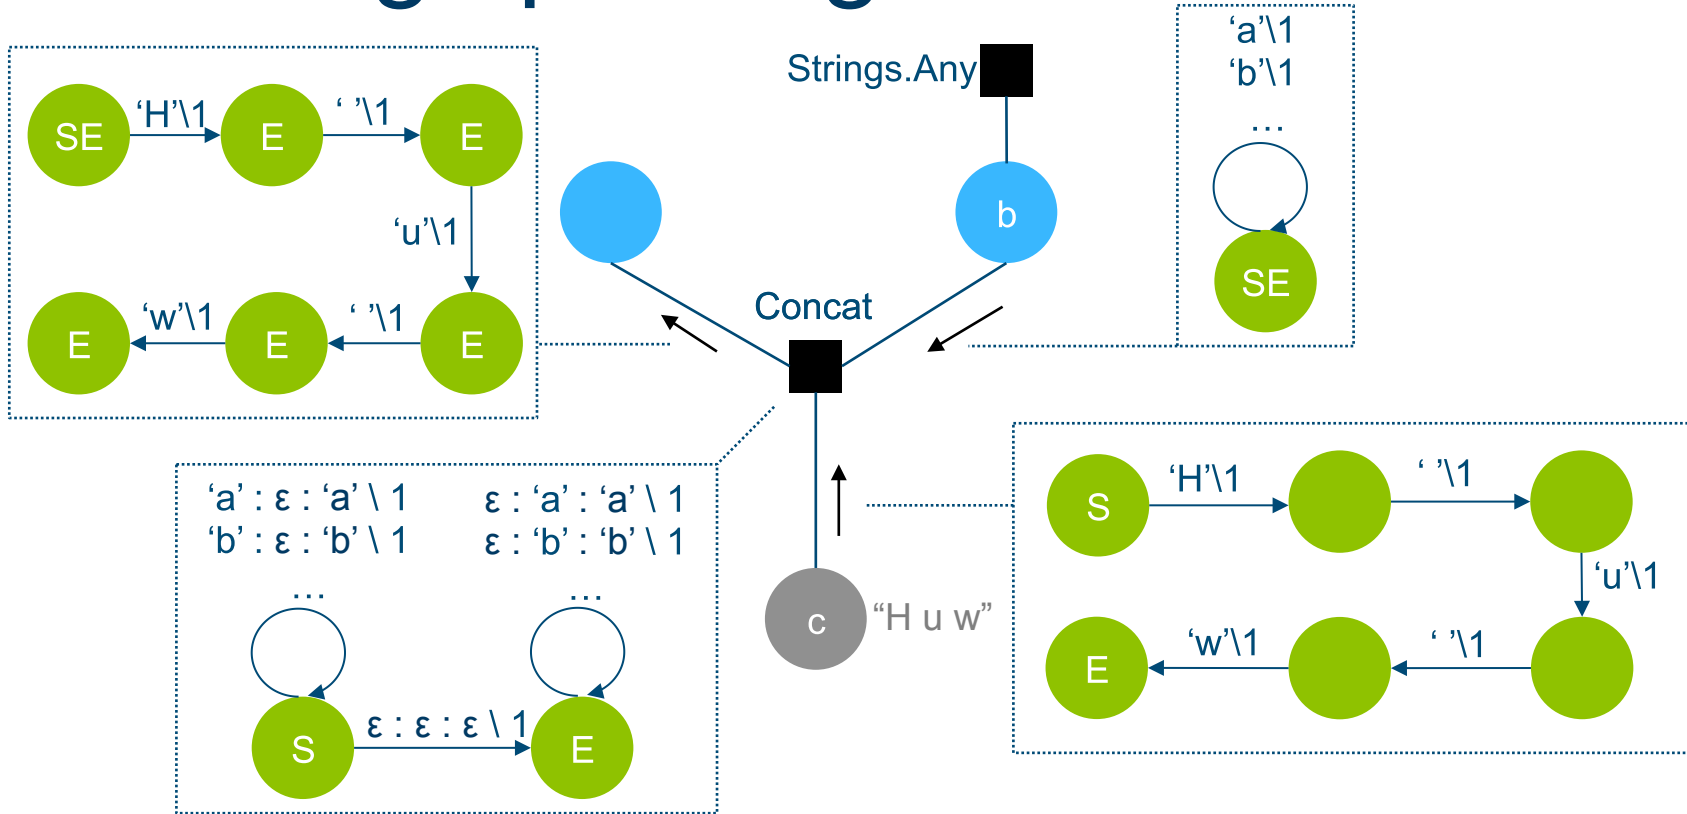 Strings.Any
‘a’\1
‘b’\1
…
SE
‘H’\1
E
‘ ’\1
E
‘u’\1
E
‘w’\1
E
‘ ’\1
E
b
Concat
‘a’ : ε : ‘a’ \ 1
‘b’ : ε : ‘b’ \ 1
…
ε : ‘a’ : ‘a’ \ 1
ε : ‘b’ : ‘b’ \ 1
…
S
ε : ε : ε \ 1
E
c
“H u w”
SE
S
‘H’\1
‘ ’\1
‘u’\1
E
‘w’\1
‘ ’\1